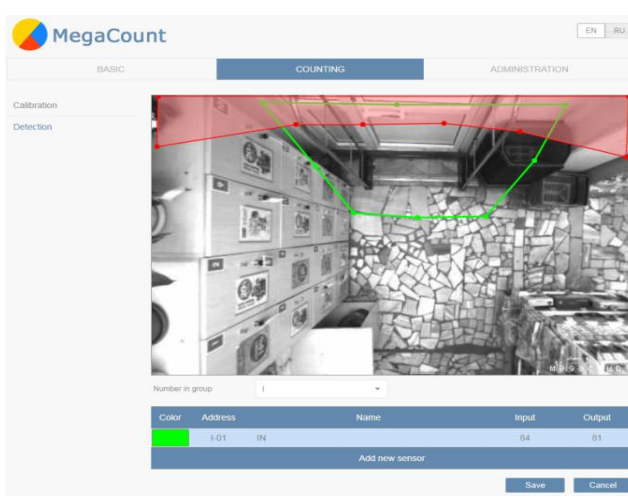 MegaCount
EN RU
BASIC COUNTING ADMINISTRATION
Calibration
Detection
Number in group I
Color Address Name Input Output
I-01 IN 84 81
Add new sensor
Save Cancel